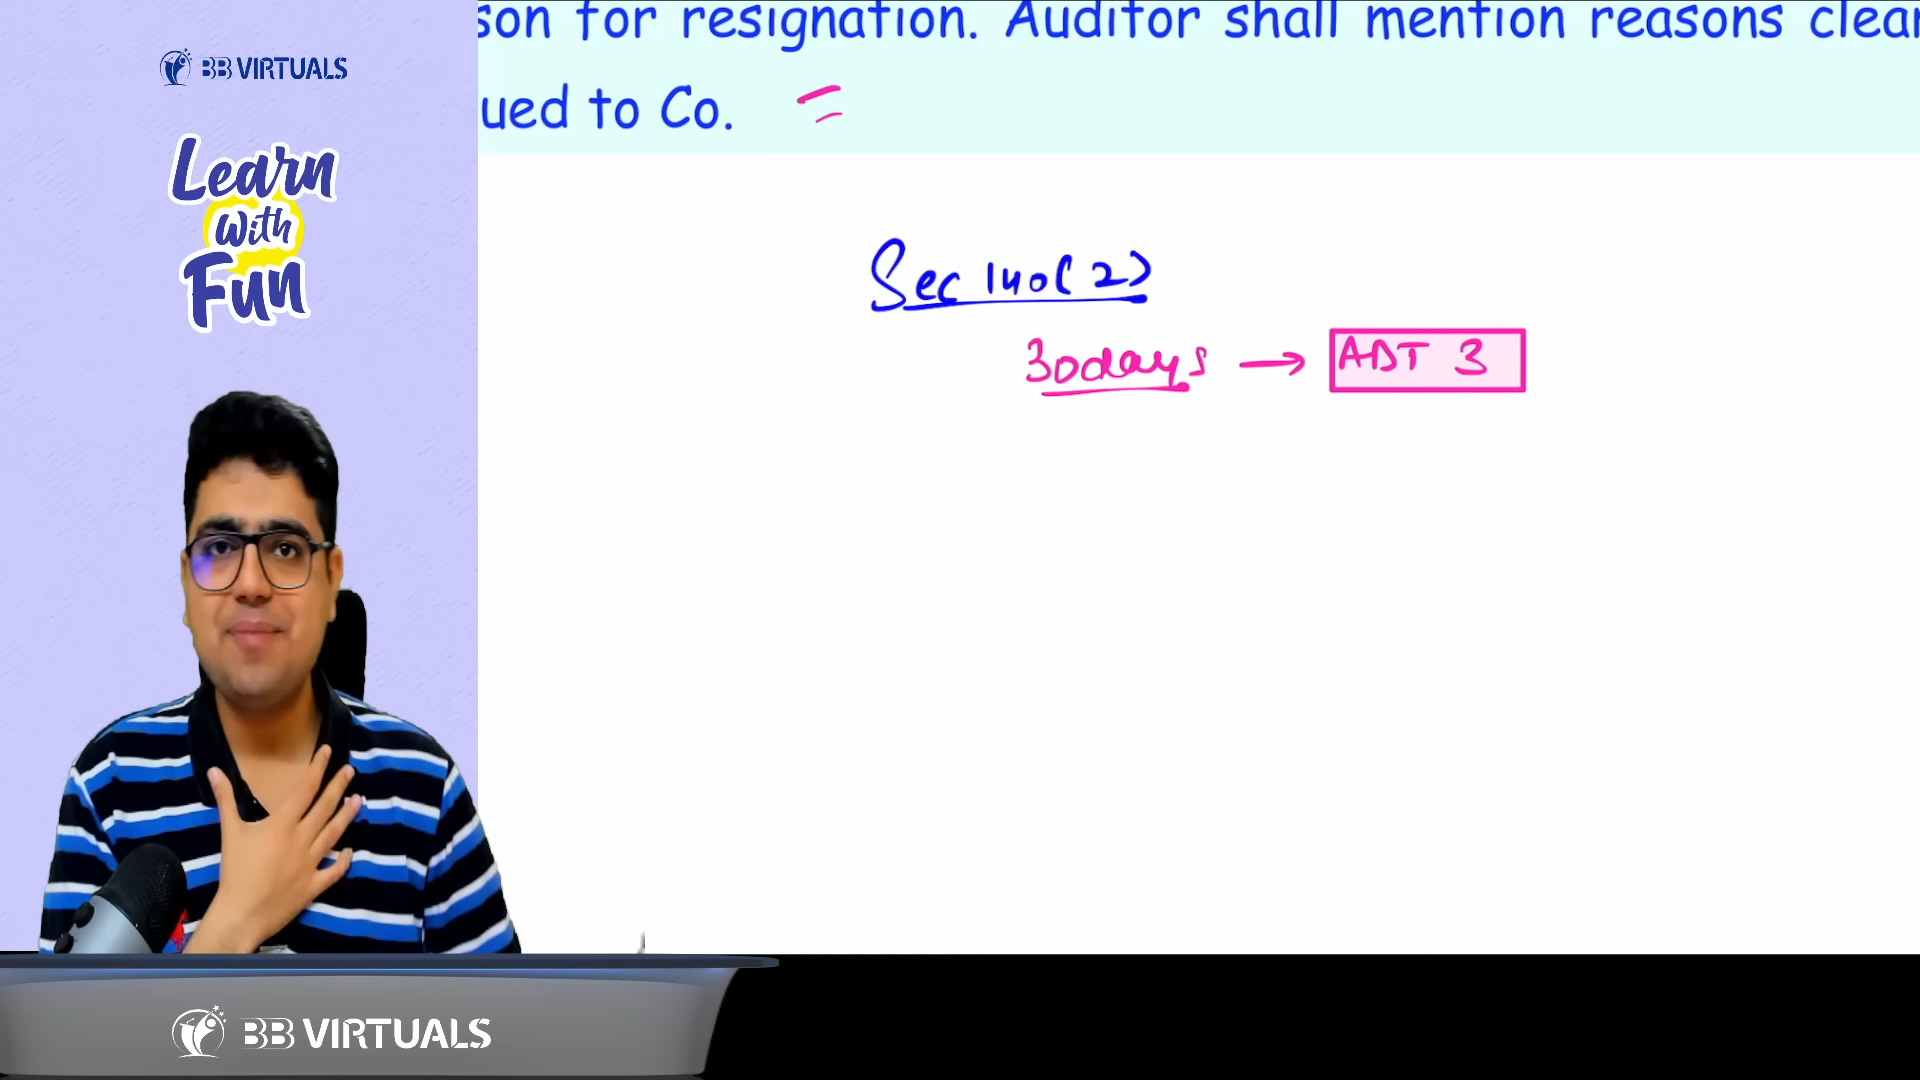 son for resignation. Auditor shall mention reasons clear
ued to Co.
BB VIRTUALS
Learn
With
Fun
Sec 140(2)
30days → ADT 3
BB VIRTUALS